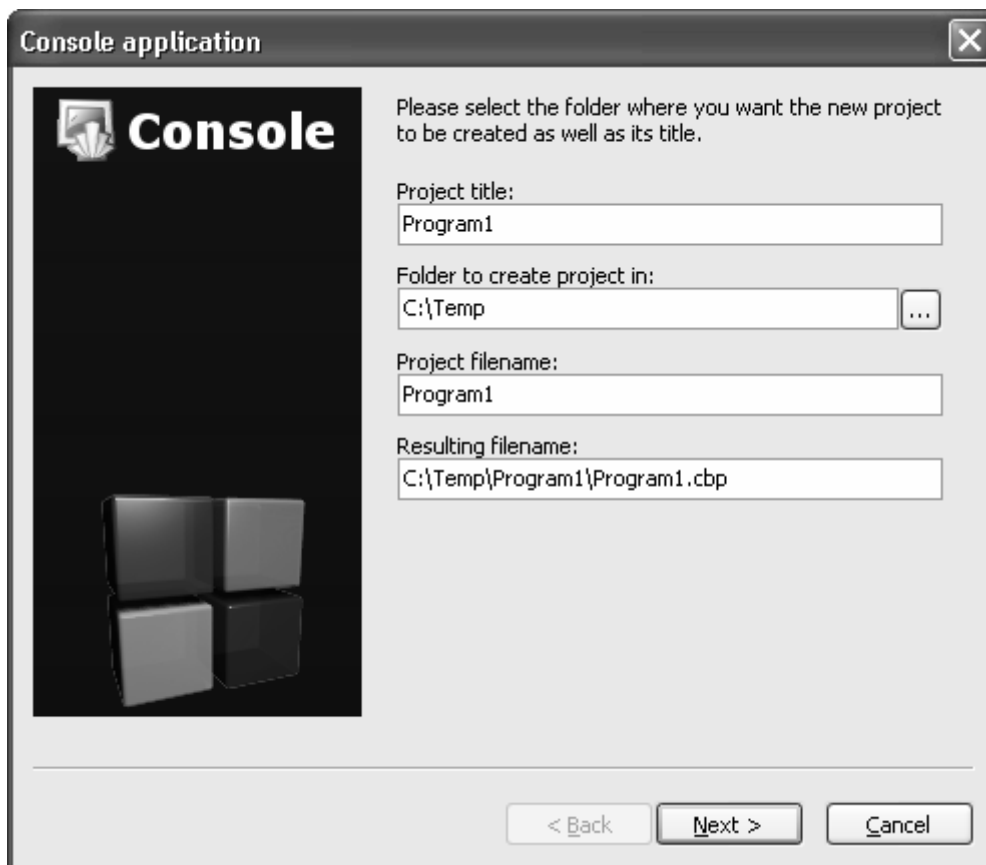 Console application
Console
Please select the folder where you want the new project
to be created as well as its title.
Project title:
Program1
Folder to create project in:
C:\Temp
...
Project filename:
Program1
Resulting filename:
C:\Temp\Program1\Program1.cbp
< Back
Next >
Cancel